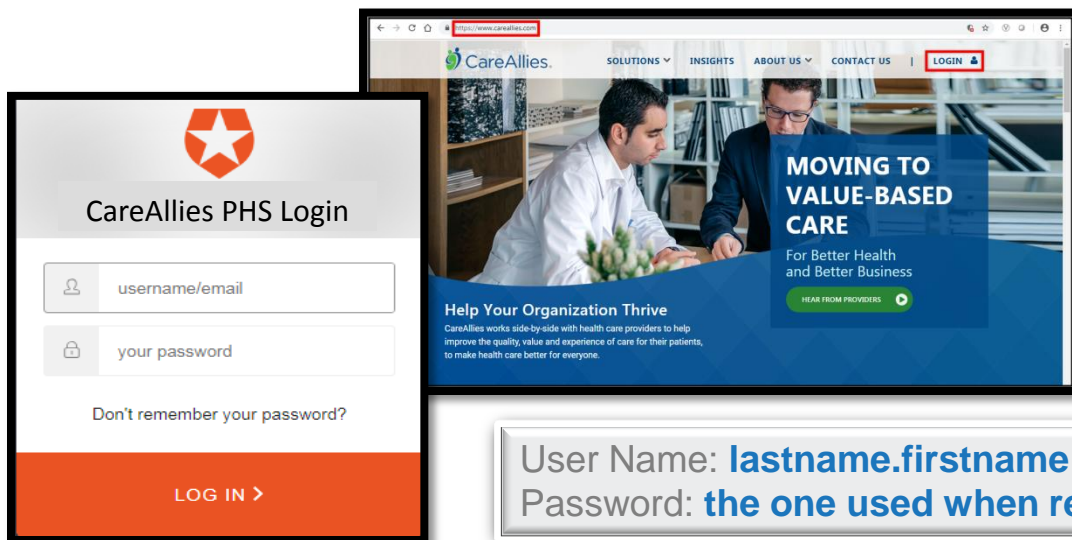 https://www.careallies.com
CareAllies.
SOLUTIONS INSIGHTS ABOUT US CONTACT US | LOGIN
MOVING TO
VALUE-BASED
CARE
For Better Health
and Better Business
HEAR FROM PROVIDERS
Help Your Organization Thrive
CareAllies works side-by-side with health care providers to help
improve the quality, value and experience of care for their patients,
to make health care better for everyone.
CareAllies PHS Login
username/email
your password
Don't remember your password?
LOG IN >
User Name: lastname.firstname
Password: the one used when